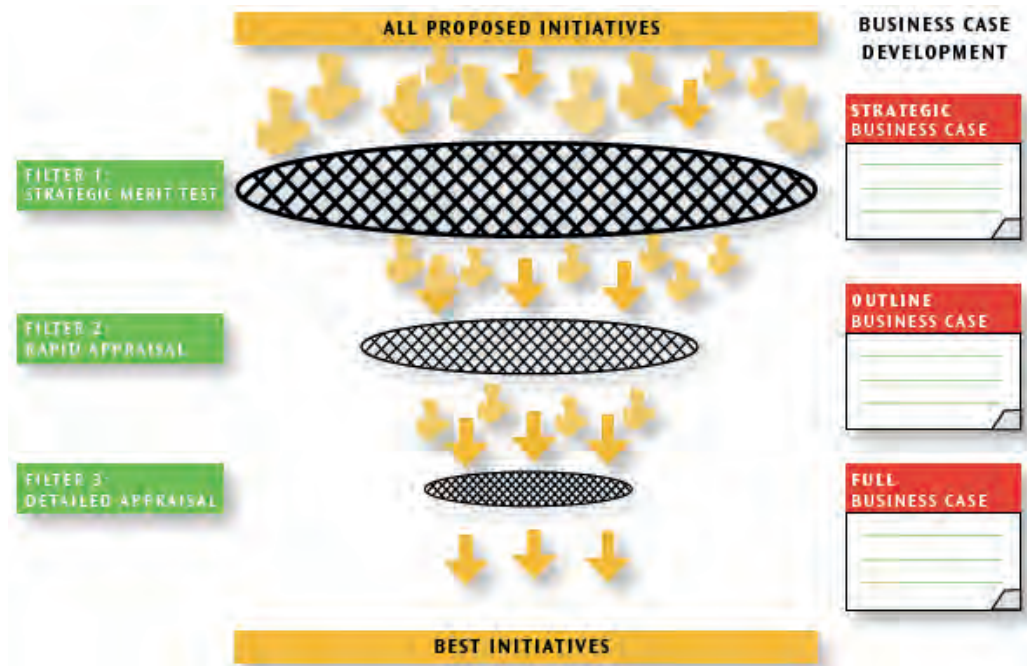 ALL PROPOSED INITIATIVES
BUSINESS CASE
DEVELOPMENT
STRATEGIC
BUSINESS CASE
FILTER 1:
STRATEGIC MERIT TEST
OUTLINE
BUSINESS CASE
FILTER 2:
RAPID APPRAISAL
FILTER 3:
DETAILED APPRAISAL
FULL
BUSINESS CASE
BEST INITIATIVES